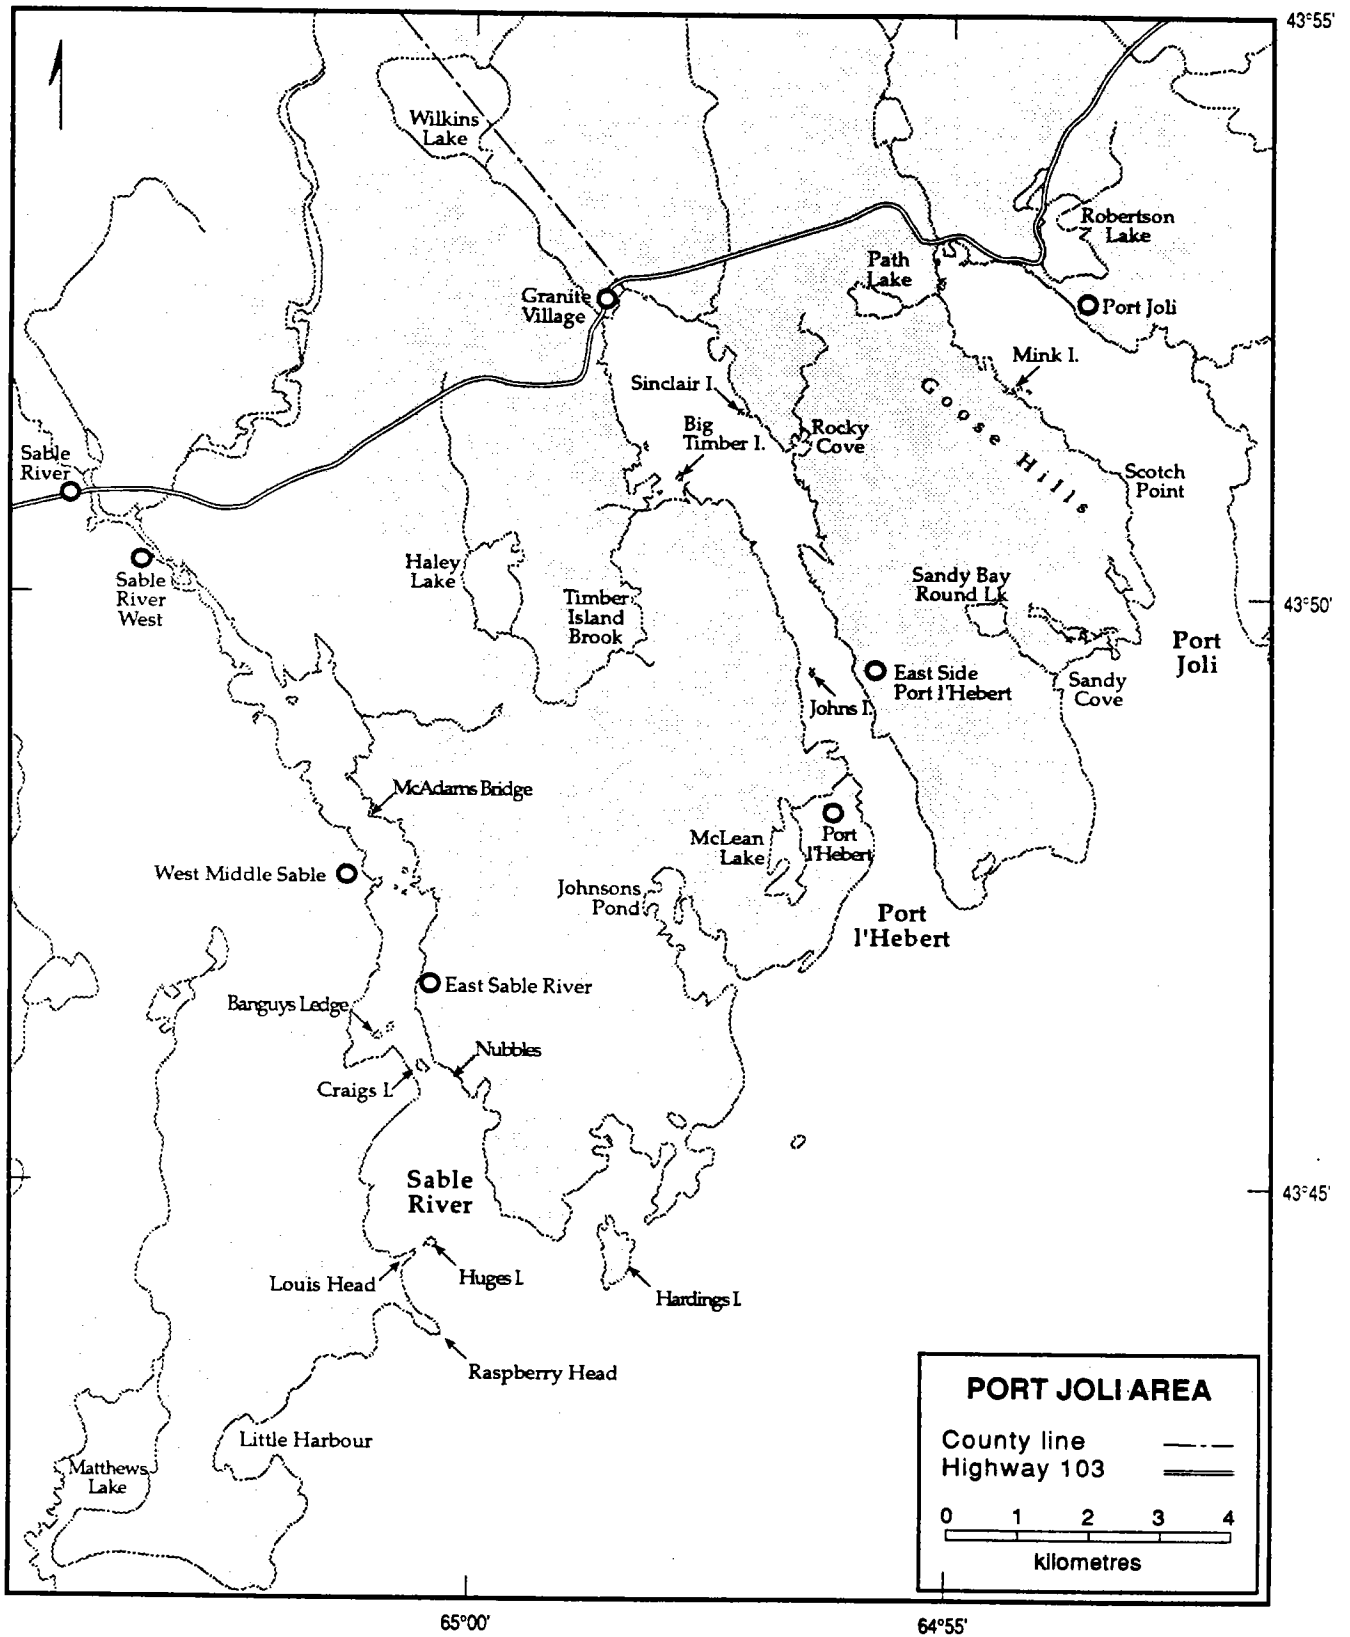 43°55'
Wilkins
Lake
Robertson
Lake
Path
Lake
Granite
Village
Port Joli
Mink I.
Sinclair I.
Goose Hills
Big
Timber I.
Rocky
Cove
Sable
River
Scotch
Point
Haley
Lake
Sable
River
West
Timber
Island
Brook
Sandy Bay
Round Lk
43°50'
Port
Joli
East Side
Port l'Hebert
Sandy
Cove
Johns I.
McAdams Bridge
McLean
Lake
Port
l'Hebert
West Middle Sable
Johnsons
Pond
Port
l'Hebert
East Sable River
Banguys Ledge
Nubbles
Craigs I.
Sable
River
43°45'
Louis Head
Huges I.
Hardings I.
Raspberry Head
Little Harbour
Matthews
Lake
PORT JOLI AREA
County line
Highway 103
0 1 2 3 4
kilometres
65°00'
64°55'